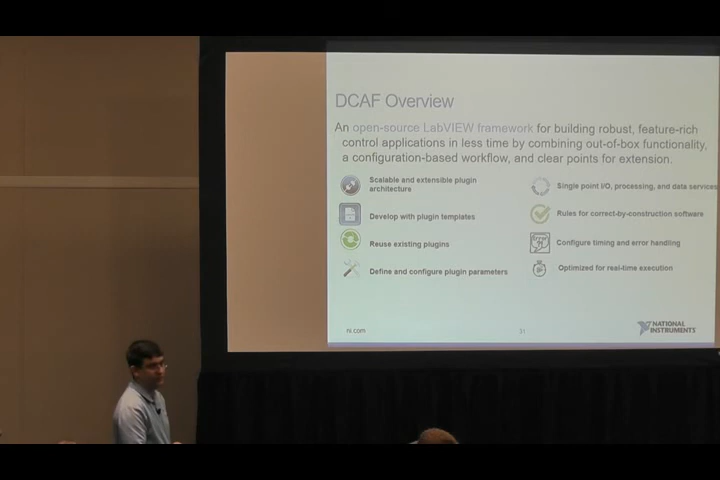 DCAF Overview
An open-source LabVIEW framework for building robust, feature-rich
control applications in less time by combining out-of-box functionality,
a configuration-based workflow, and clear points for extension.
Scalable and extensible plugin
architecture
Develop with plugin templates
Reuse existing plugins
Define and configure plugin parameters
Single point I/O, processing, and data services
Rules for correct-by-construction software
Error
Configure timing and error handling
Optimized for real-time execution
ni.com
31
NATIONAL
INSTRUMENTS